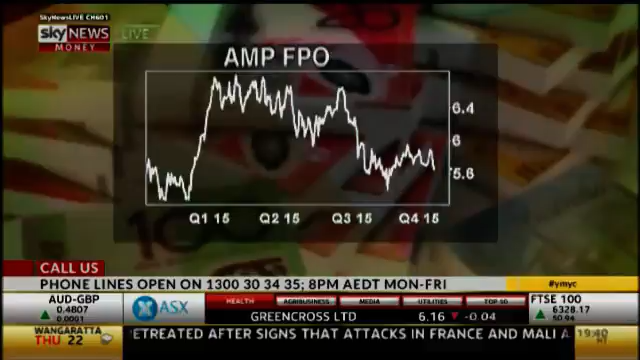 SkyNewsLIVE CH601
sky NEWS LIVE
MONEY
AMP FPO
6.4
6
5.6
Q1 15 Q2 15 Q3 15 Q4 15
CALL US
PHONE LINES OPEN ON 1300 30 34 35; 8PM AEDT MON-FRI
#ymyc
AUD-GBP
0.4807
0.0001
ASX
HEALTH AGRIBUSINESS MEDIA UTILITIES TOP 50
GREENCROSS LTD 6.16 ▼ -0.04
FTSE 100
6328.17
50.94
WANGARATTA
THU 22
ETREATED AFTER SIGNS THAT ATTACKS IN FRANCE AND MALI A
19:40